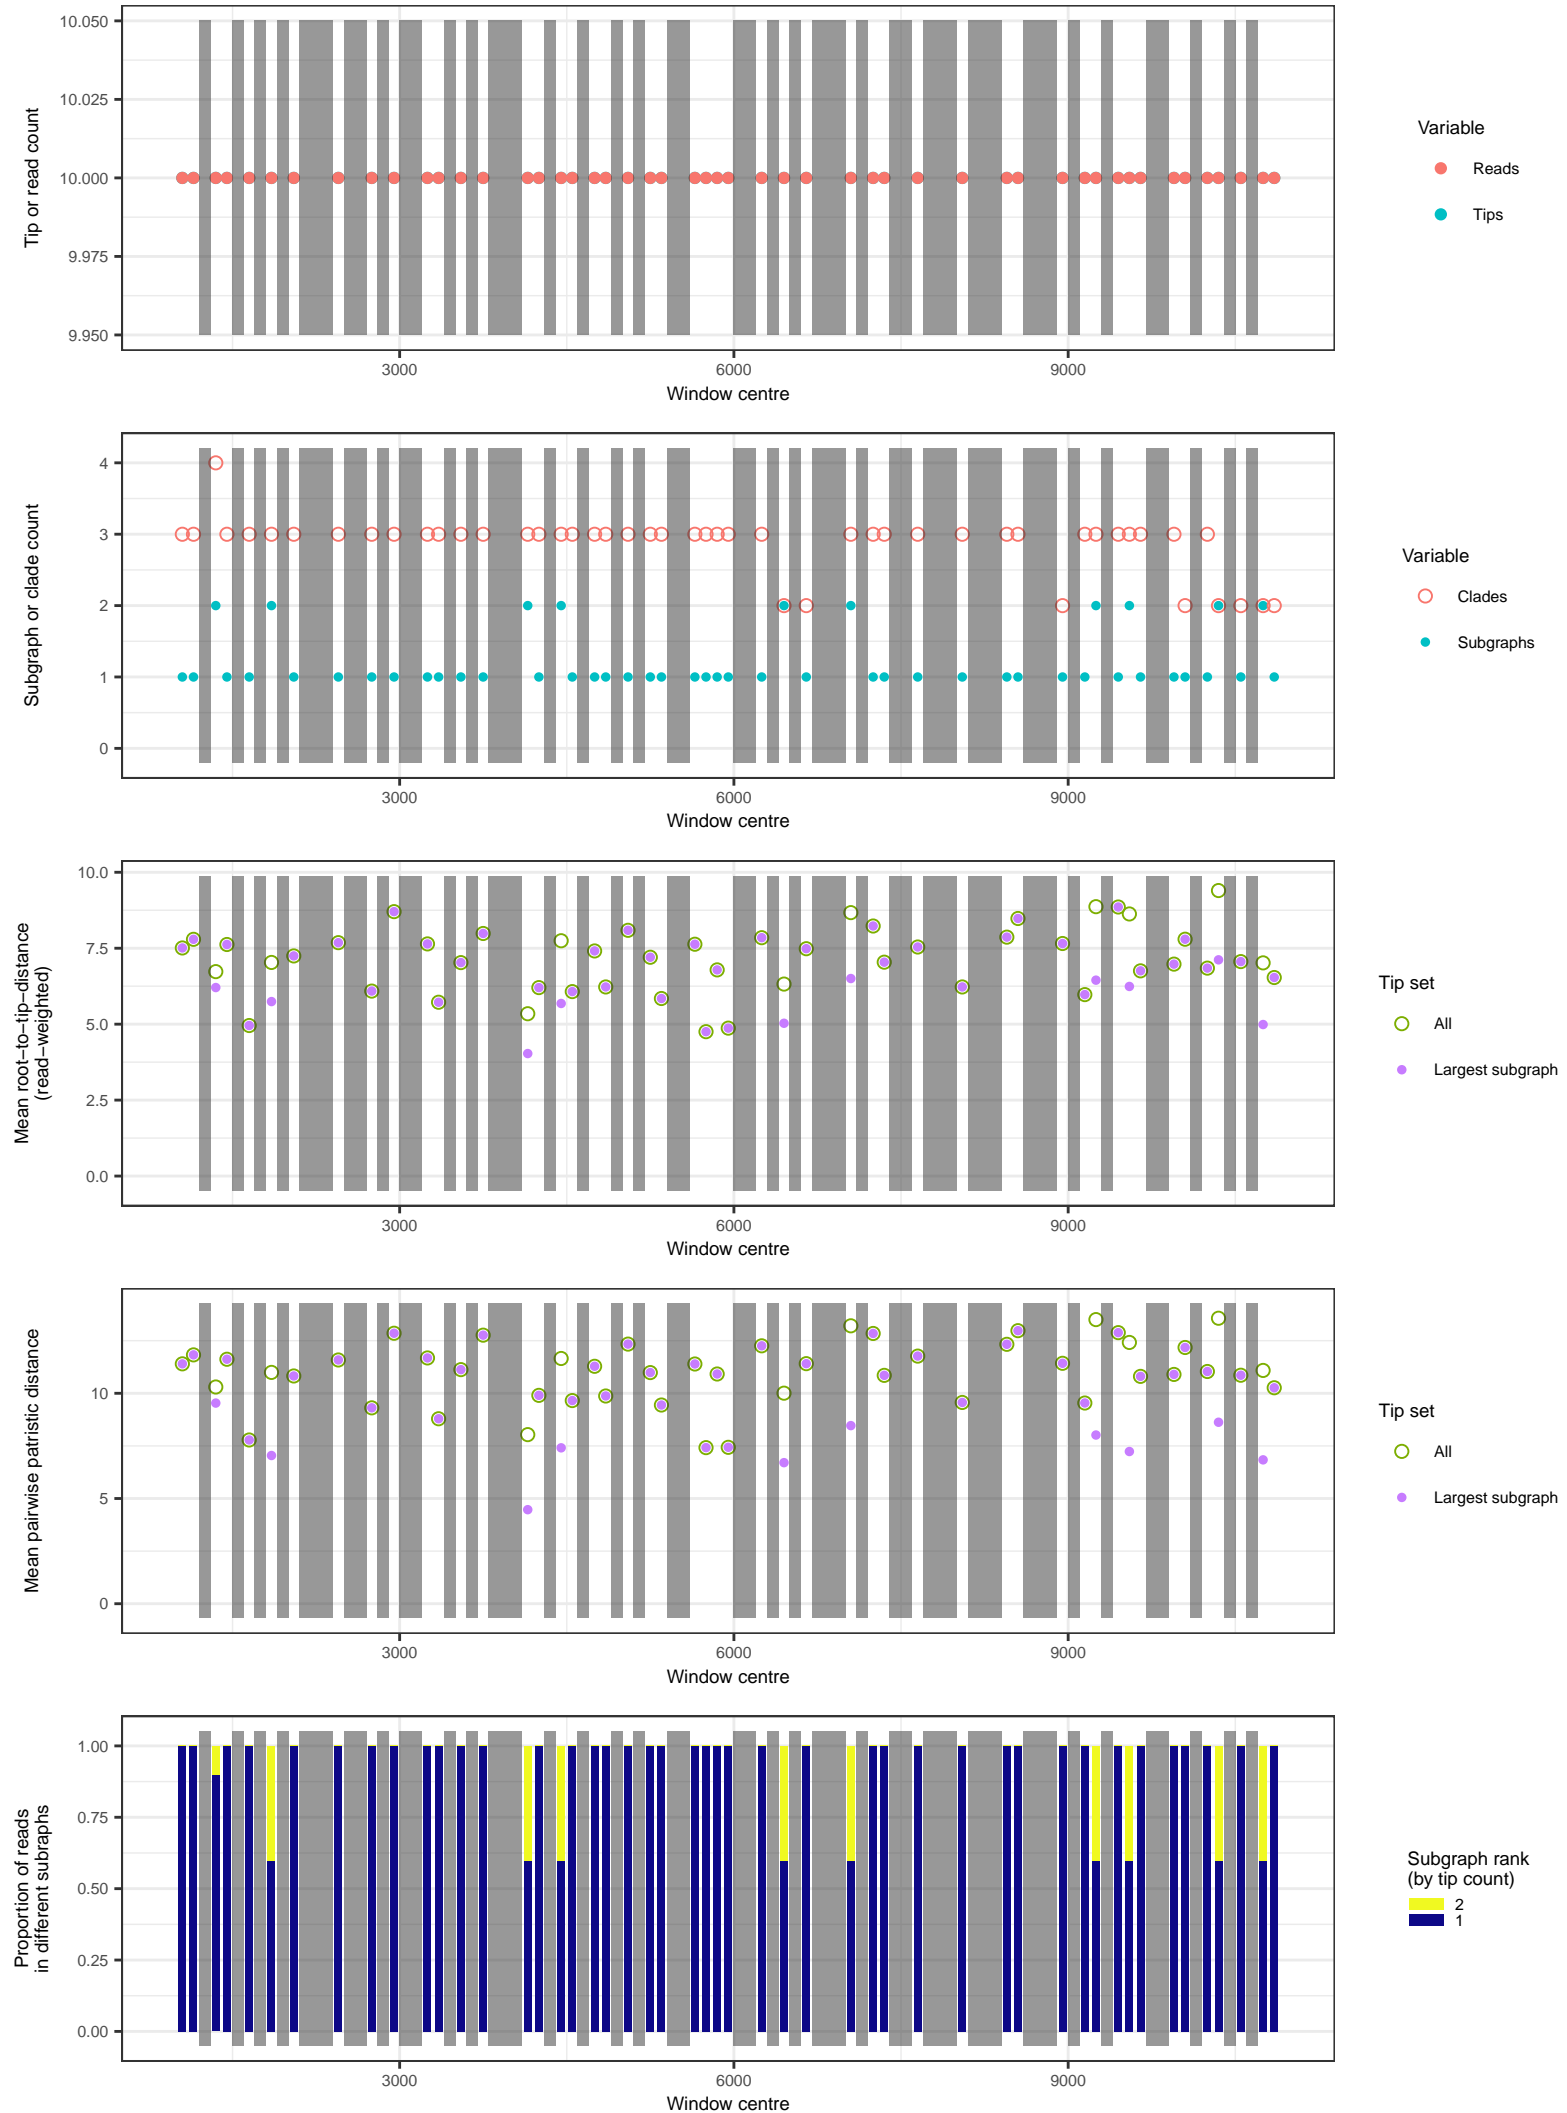 10.050
10.025
10.000
9.975
9.950
Tip or read count
3000
6000
9000
Window centre
Variable
Reads
Tips
4
3
2
1
0
Subgraph or clade count
3000
6000
9000
Window centre
Variable
Clades
Subgraphs
10.0
7.5
5.0
2.5
0.0
Mean root−to−tip−distance
(read−weighted)
3000
6000
9000
Window centre
Tip set
All
Largest subgraph
10
5
0
Mean pairwise patristic distance
3000
6000
9000
Window centre
Tip set
All
Largest subgraph
1.00
0.75
0.50
0.25
0.00
Proportion of reads
in different subraphs
3000
6000
9000
Window centre
Subgraph rank
(by tip count)
2
1